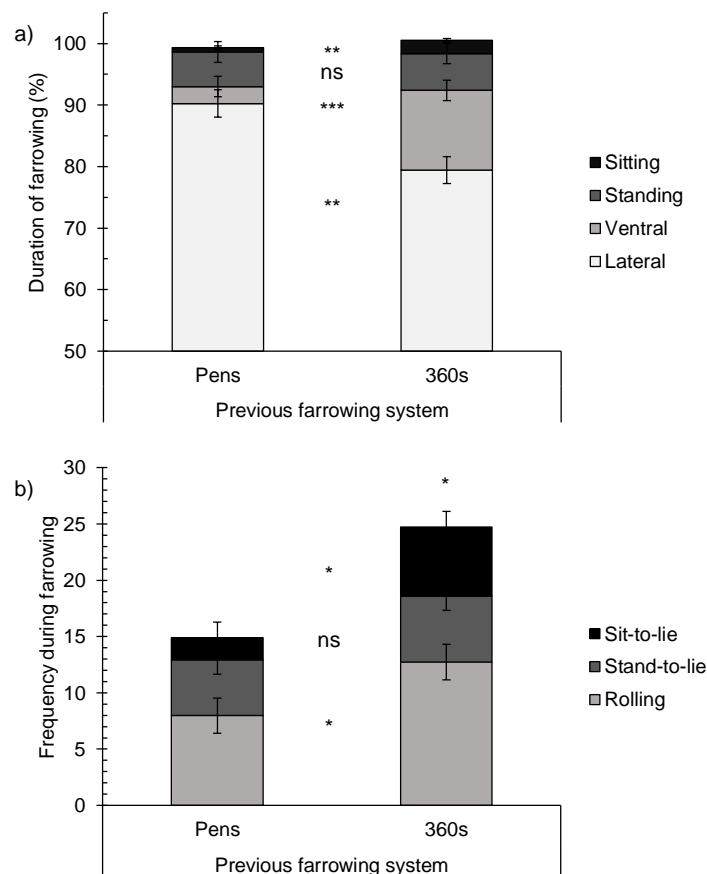 a)
Duration of farrowing (%)
100
90
80
70
60
50
**
ns
***
**
Sitting
Standing
Ventral
Lateral
Pens 360s
Previous farrowing system
b)
Frequency during farrowing
30
25
20
15
10
5
0
*
*
ns
*
Sit-to-lie
Stand-to-lie
Rolling
Pens 360s
Previous farrowing system